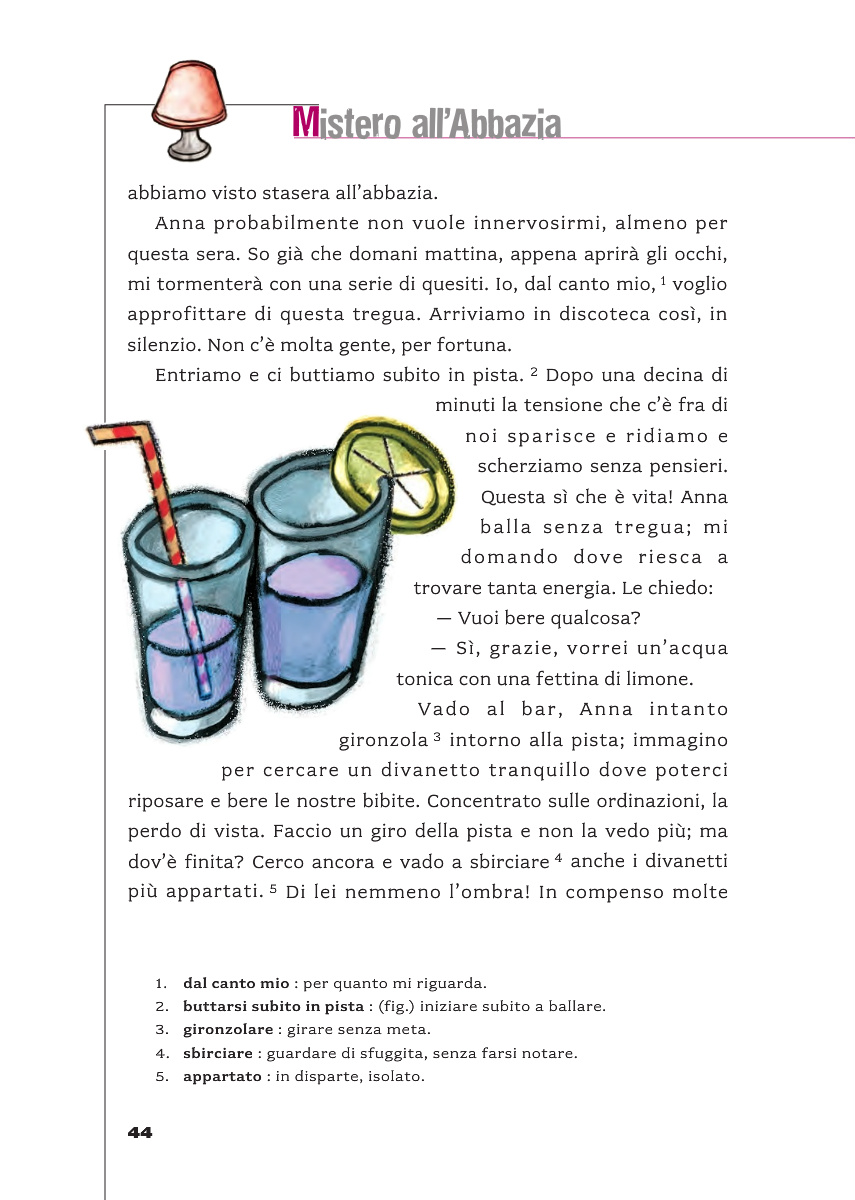 Mistero all'Abbazia
abbiamo visto stasera all'abbazia.
Anna probabilmente non vuole innervosirmi, almeno per
questa sera. So già che domani mattina, appena aprirà gli occhi,
mi tormenterà con una serie di quesiti. Io, dal canto mio, 1 voglio
approfittare di questa tregua. Arriviamo in discoteca così, in
silenzio. Non c'è molta gente, per fortuna.
Entriamo e ci buttiamo subito in pista. 2 Dopo una decina di
minuti la tensione che c'è fra di
noi sparisce e ridiamo e
scherziamo senza pensieri.
Questa sì che è vita! Anna
balla senza tregua; mi
domando dove riesca a
trovare tanta energia. Le chiedo:
— Vuoi bere qualcosa?
— Sì, grazie, vorrei un'acqua
tonica con una fettina di limone.
Vado al bar, Anna intanto
gironzola 3 intorno alla pista; immagino
per cercare un divanetto tranquillo dove poterci
riposare e bere le nostre bibite. Concentrato sulle ordinazioni, la
perdo di vista. Faccio un giro della pista e non la vedo più; ma
dov'è finita? Cerco ancora e vado a sbirciare 4 anche i divanetti
più appartati. 5 Di lei nemmeno l'ombra! In compenso molte
1. dal canto mio : per quanto mi riguarda.
2. buttarsi subito in pista : (fig.) iniziare subito a ballare.
3. gironzolare : girare senza meta.
4. sbirciare : guardare di sfuggita, senza farsi notare.
5. appartato : in disparte, isolato.
44